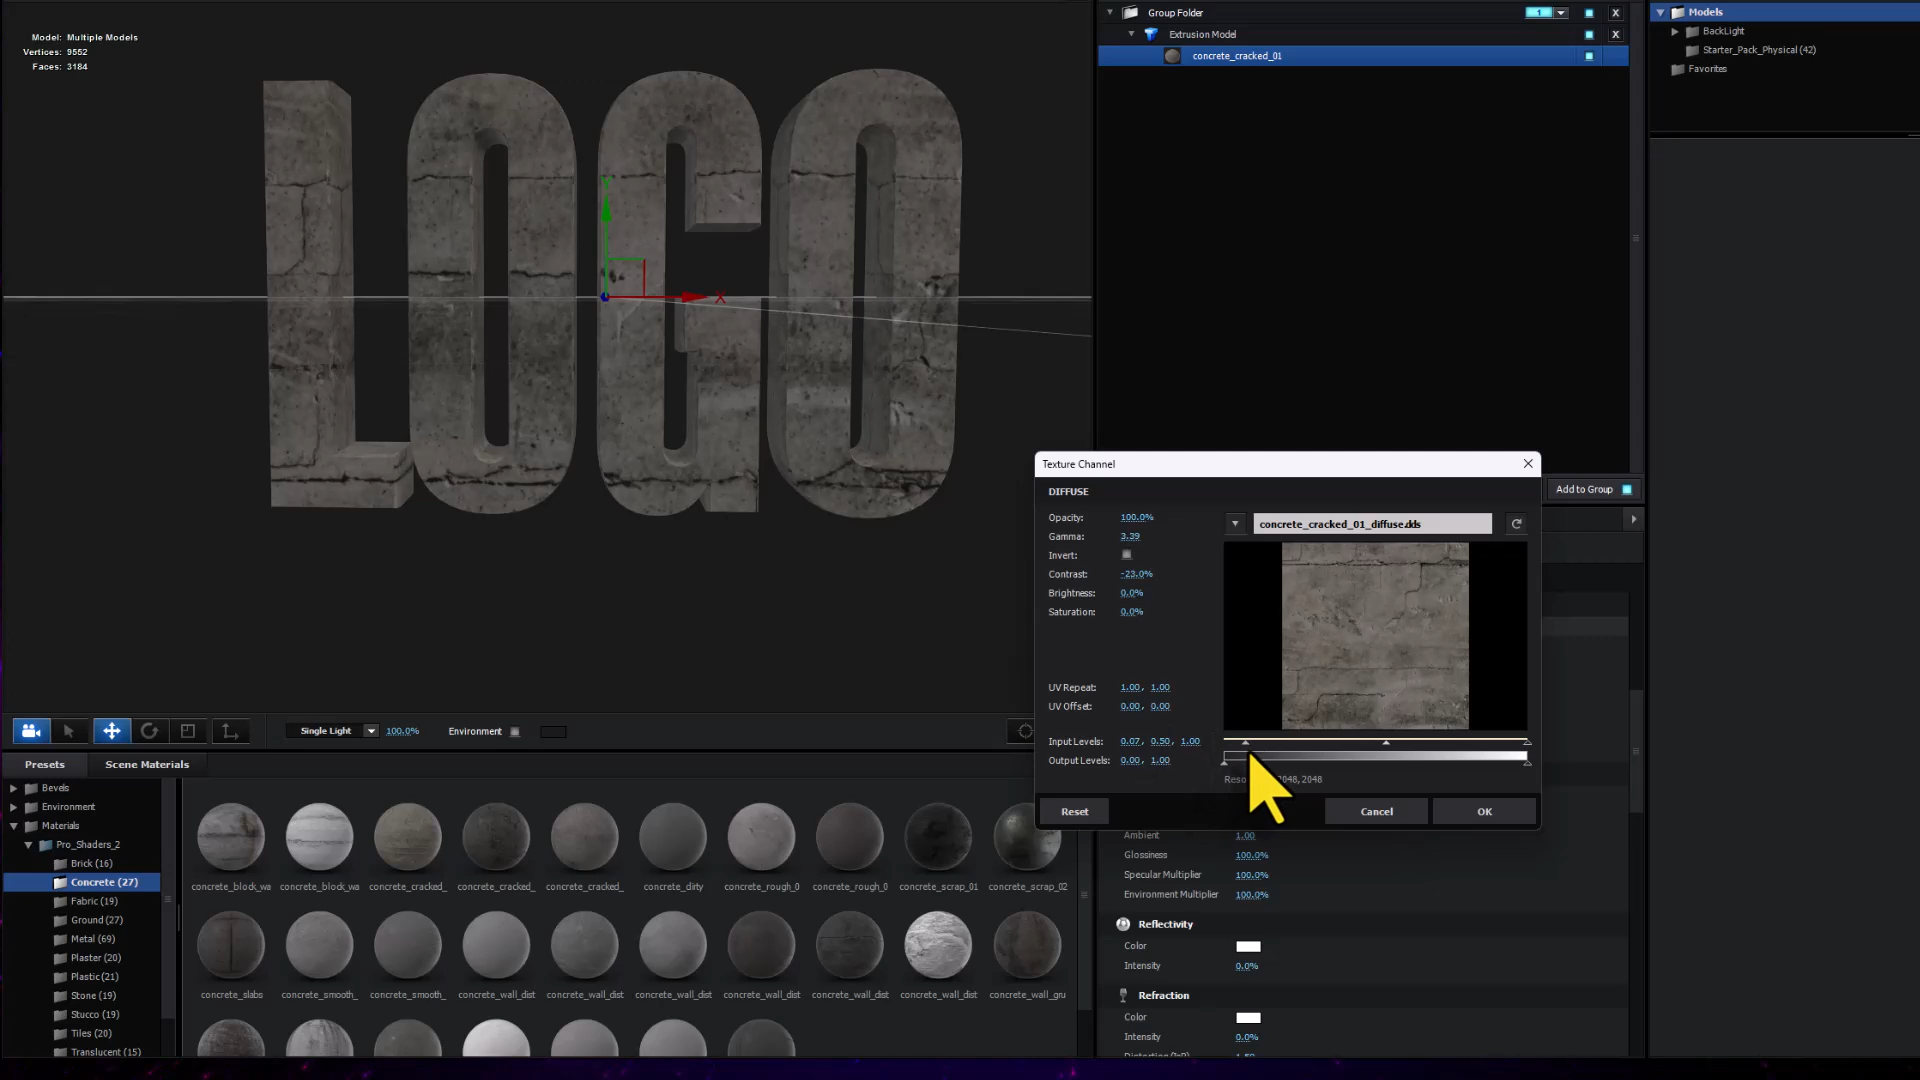 Model: Multiple Models
Vertices: 9552
Faces: 3184
LOGO
Y
X
Group Folder
1
X
Extrusion Model
X
concrete_cracked_01
Models
BackLight
Starter_Pack_Physical (42)
Favorites
Add to Group
Texture Channel
DIFFUSE
Opacity: 100.0%
concrete_cracked_01_diffuse.dds
Gamma: 3.39
Invert:
Contrast: -23.0%
Brightness: 0.0%
Saturation: 0.0%
UV Repeat: 1.00, 1.00
UV Offset: 0.00, 0.00
Input Levels: 0.07, 0.50, 1.00
Output Levels: 0.00, 1.00
2048, 2048
Reset
Cancel
OK
Single Light
100.0%
Environment
Presets
Scene Materials
Bevels
Environment
Materials
Pro_Shaders_2
Brick (16)
Concrete (27)
Fabric (19)
Ground (27)
Metal (69)
Plaster (20)
Plastic (21)
Stone (19)
Stucco (19)
Tiles (20)
Translucent (15)
concrete_block_wa
concrete_block_wa
concrete_cracked_
concrete_cracked_
concrete_cracked_
concrete_dirty
concrete_rough_0
concrete_rough_0
concrete_scrap_01
concrete_scrap_02
concrete_slabs
concrete_smooth_
concrete_smooth_
concrete_wall_dist
concrete_wall_dist
concrete_wall_dist
concrete_wall_dist
concrete_wall_dist
concrete_wall_dist
concrete_wall_gru
Ambient 1.00
Glossiness 100.0%
Specular Multiplier 100.0%
Environment Multiplier 100.0%
Reflectivity
Color
Intensity 0.0%
Refraction
Color
Intensity 0.0%